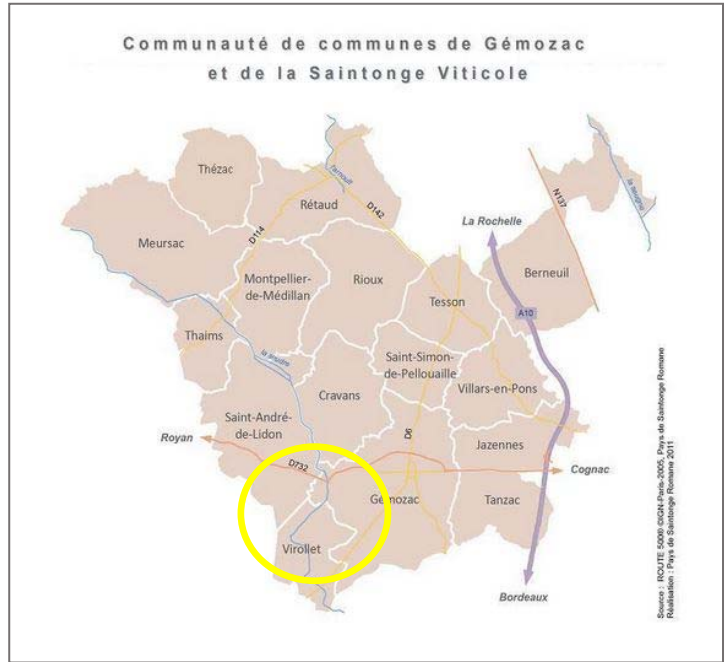 Communauté de communes de Gémozac
et de la Saintonge Viticole
Thézac
l'arnoult
Rétaud
D142
D114
Meursac
La Rochelle
N137
la seugne
Montpellier-
de-Médillan
Rioux
Berneuil
Tesson
A10
Thaims
la seudre
Saint-Simon-
de-Pellouaille
Villars-en-Pons
Cravans
Saint-André-
de-Lidon
D6
Royan
Jazennes
D732
Cognac
Gémozac
Tanzac
Virollet
Bordeaux
Source : ROUTE 500® ©IGN-Paris-2005, Pays de Saintonge Romane
Réalisation : Pays de Saintonge Romane 2011